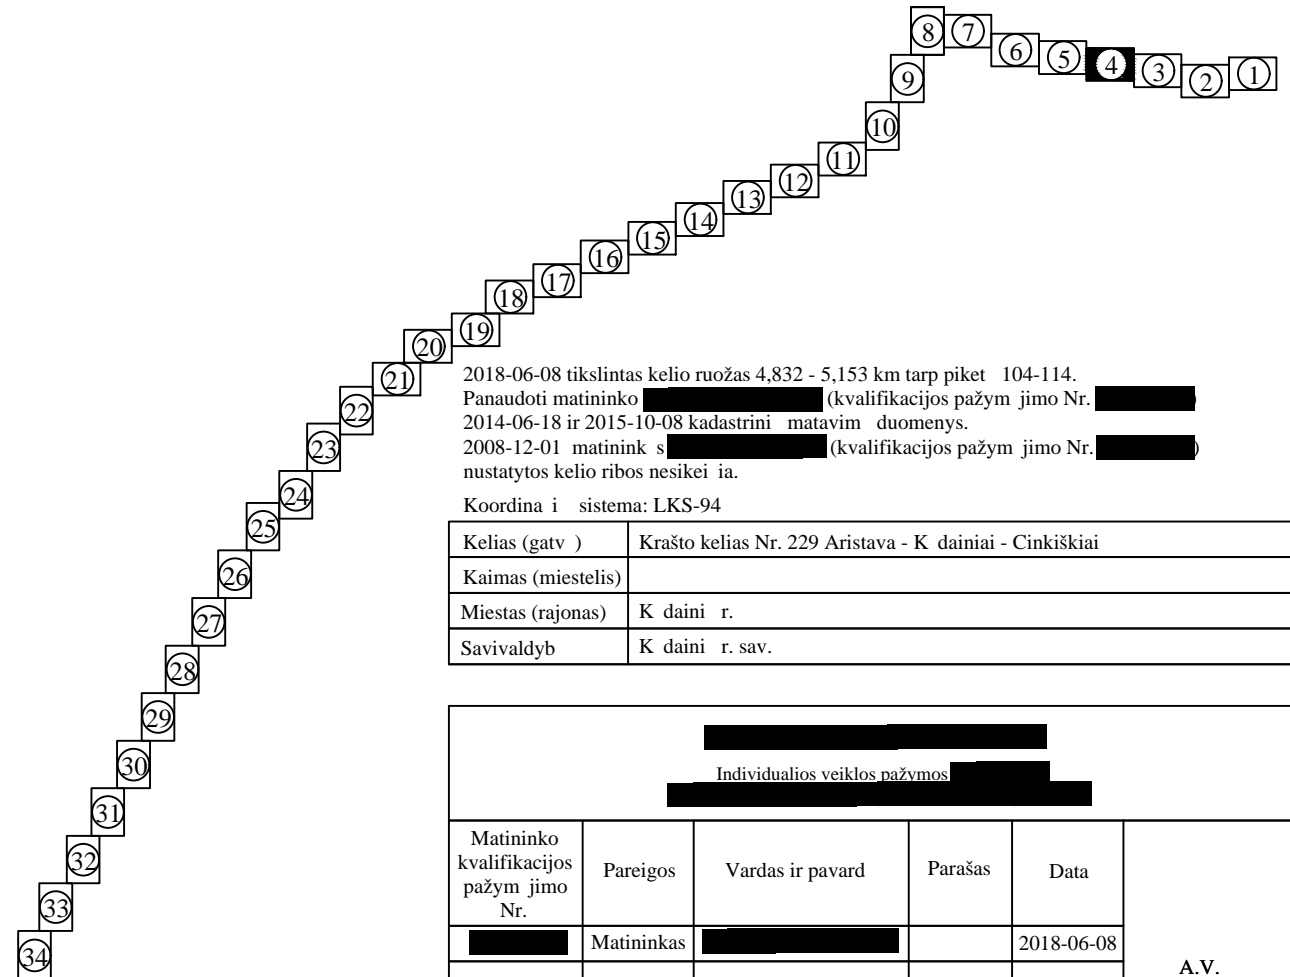 8 7 6 5 4 3 2 1
9
10
11
12
13
14
15
16
17
18
19
20
21
22
23
24
25
26
27
28
29
30
31
32
33
34
2018-06-08 tikslintas kelio ruožas 4,832 - 5,153 km tarp piket 104-114.
Panaudoti matininko (kvalifikacijos pažym jimo Nr. )
2014-06-18 ir 2015-10-08 kadastrini matavim duomenys.
2008-12-01 matinink s (kvalifikacijos pažym jimo Nr. )
nustatytos kelio ribos nesikei ia.
Koordina i sistema: LKS-94
Kelias (gatv ) Krašto kelias Nr. 229 Aristava - K dainiai - Cinkiškiai
Kaimas (miestelis)
Miestas (rajonas) K daini r.
Savivaldyb K daini r. sav.
Individualios veiklos pažymos
Matininko
kvalifikacijos
pažym jimo
Nr.
Pareigos Vardas ir pavard Parašas Data
Matininkas 2018-06-08
A.V.